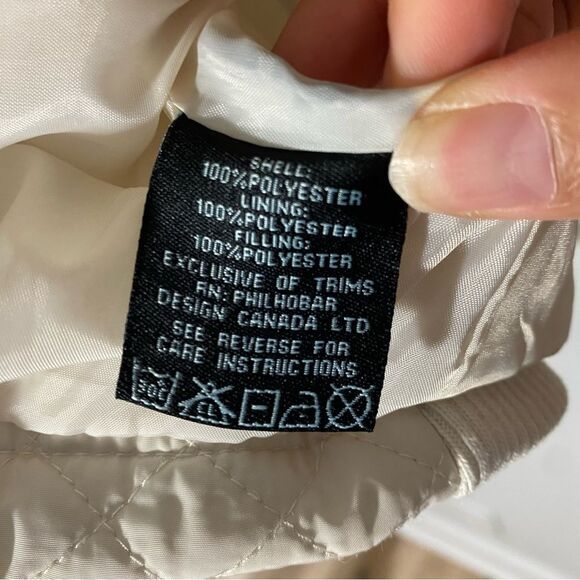 SHELL:
100%POLYESTER
LINING:
100%POLYESTER
FILLING:
100%POLYESTER
EXCLUSIVE OF TRIMS
RN: PHILHOBAR
DESIGN CANADA LTD
SEE REVERSE FOR
CARE INSTRUCTIONS